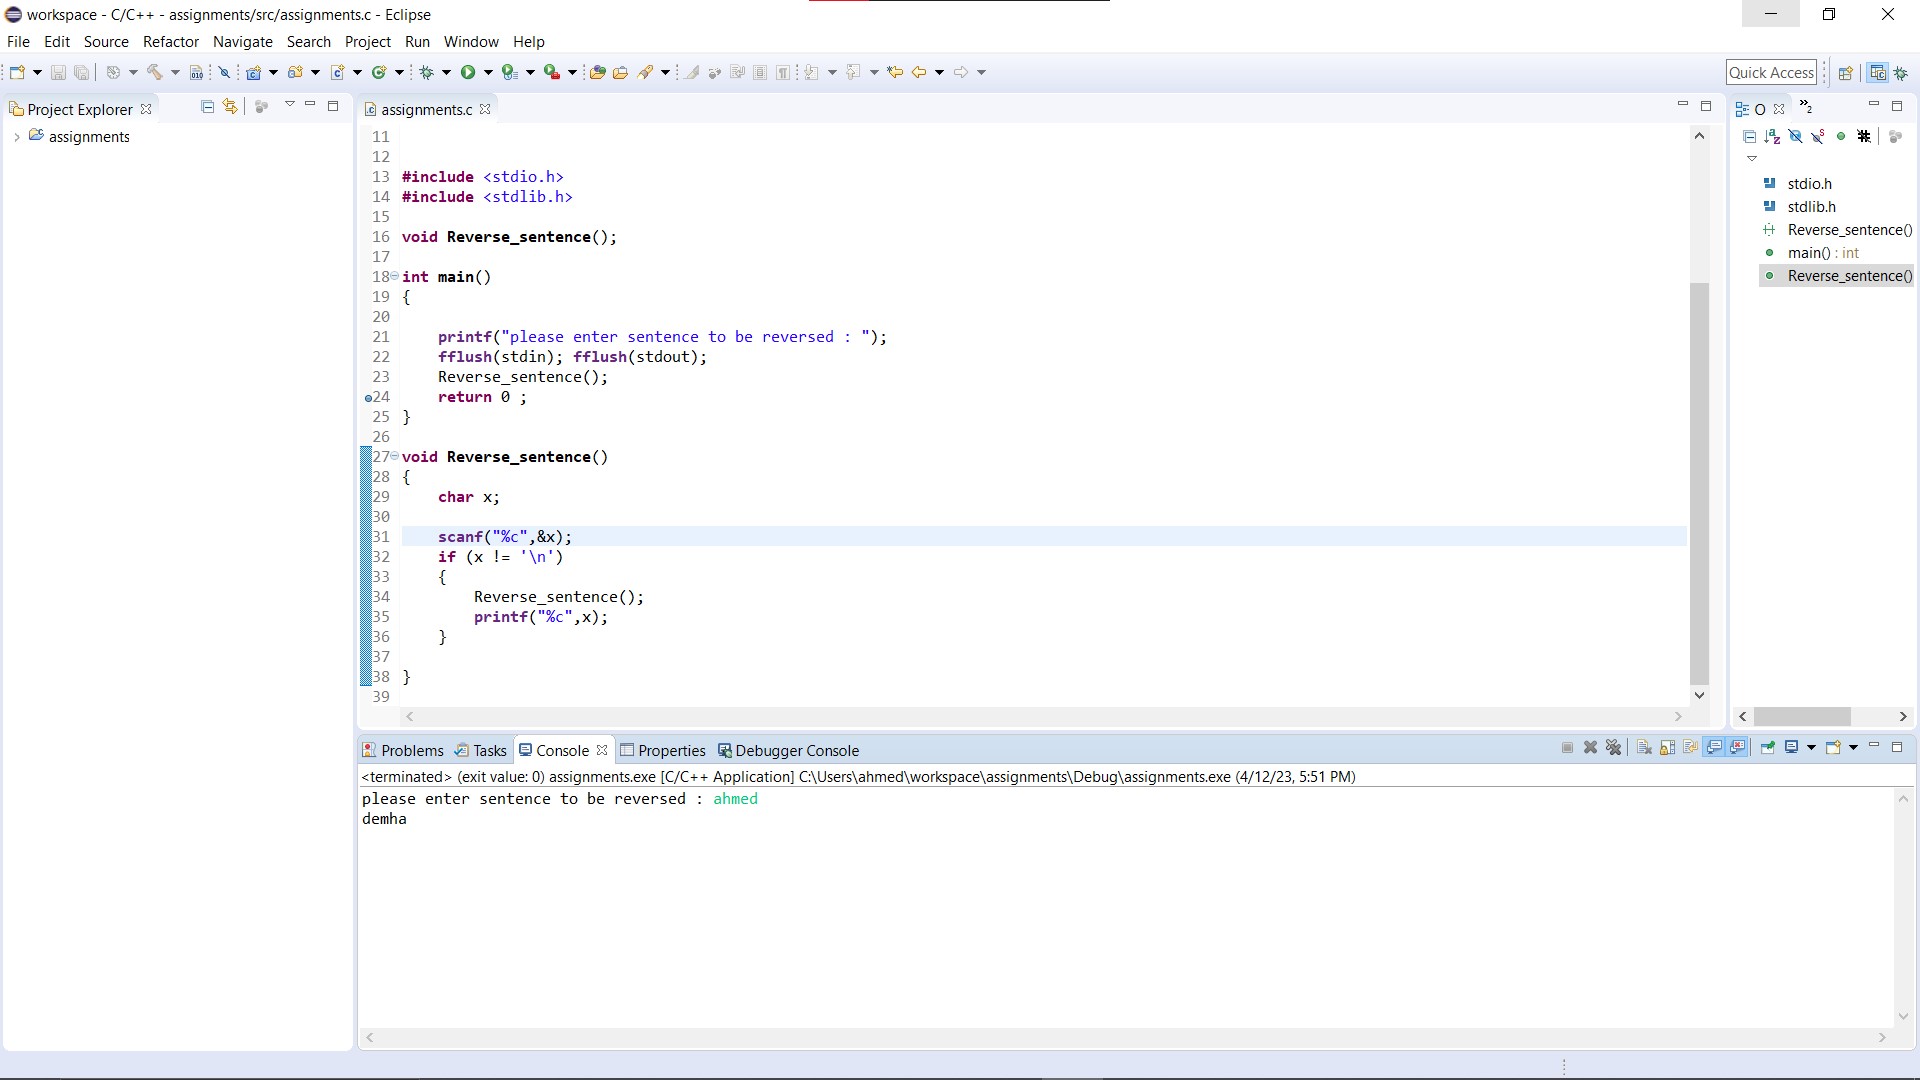 workspace - C/C++ - assignments/src/assignments.c - Eclipse
File Edit Source Refactor Navigate Search Project Run Window Help
Quick Access
Project Explorer
assignments
assignments.c
11
12
13 #include <stdio.h>
14 #include <stdlib.h>
15
16 void Reverse_sentence();
17
18 int main()
19 {
20
21 printf("please enter sentence to be reversed : ");
22 fflush(stdin); fflush(stdout);
23 Reverse_sentence();
24 return 0 ;
25 }
26
27 void Reverse_sentence()
28 {
29 char x;
30
31 scanf("%c",&x);
32 if (x != '\n')
33 {
34 Reverse_sentence();
35 printf("%c",x);
36 }
37
38 }
39
O »2
stdio.h
stdlib.h
Reverse_sentence()
main() : int
Reverse_sentence()
Problems Tasks Console Properties Debugger Console
<terminated> (exit value: 0) assignments.exe [C/C++ Application] C:\Users\ahmed\workspace\assignments\Debug\assignments.exe (4/12/23, 5:51 PM)
please enter sentence to be reversed : ahmed
demha